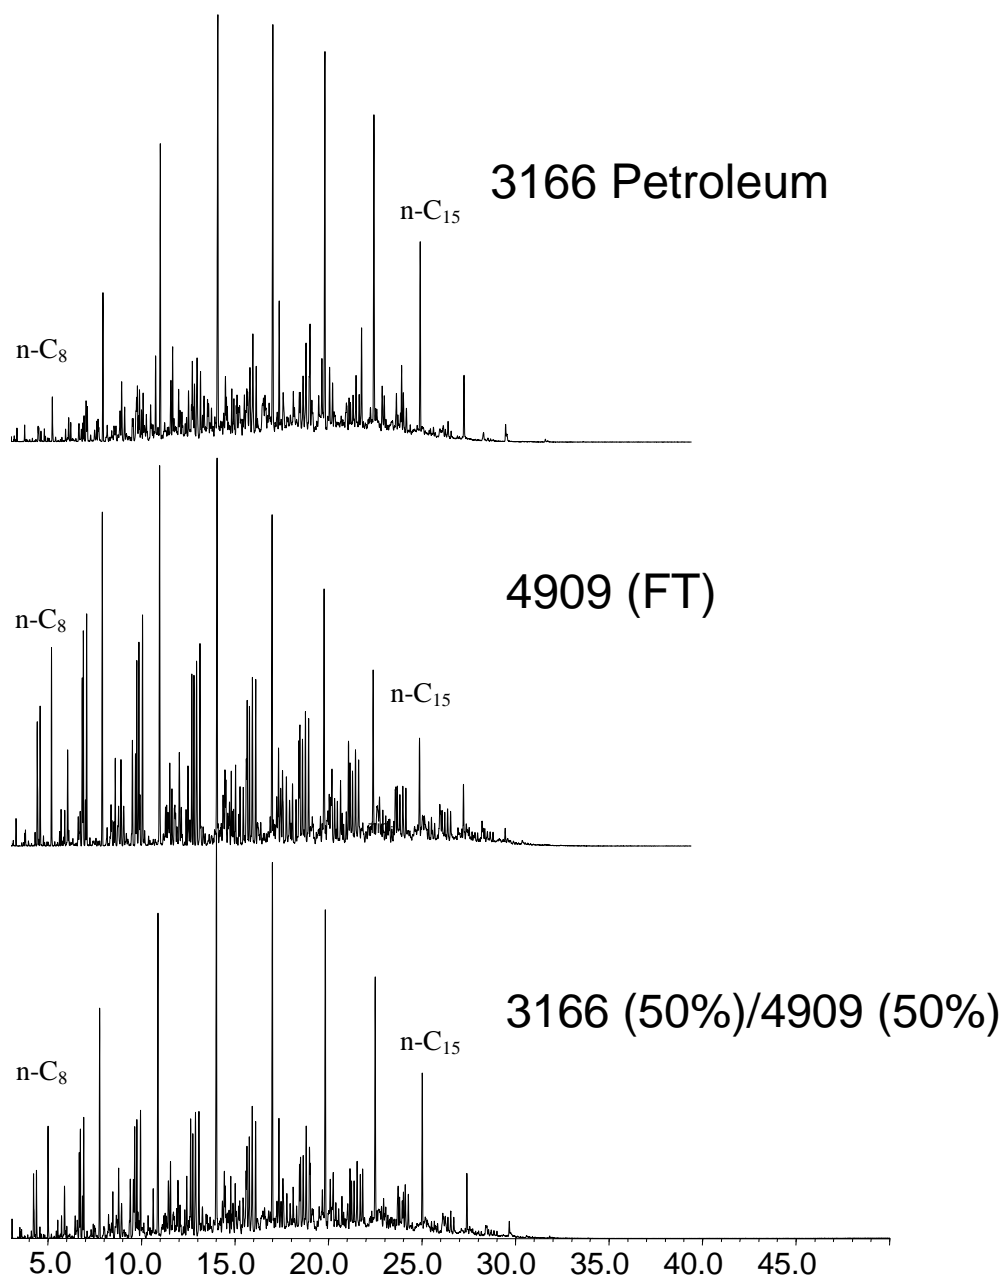 3166 Petroleum
n-C₁₅
n-C₈
4909 (FT)
n-C₈
n-C₁₅
3166 (50%)/4909 (50%)
n-C₁₅
n-C₈
5.0 10.0 15.0 20.0 25.0 30.0 35.0 40.0 45.0